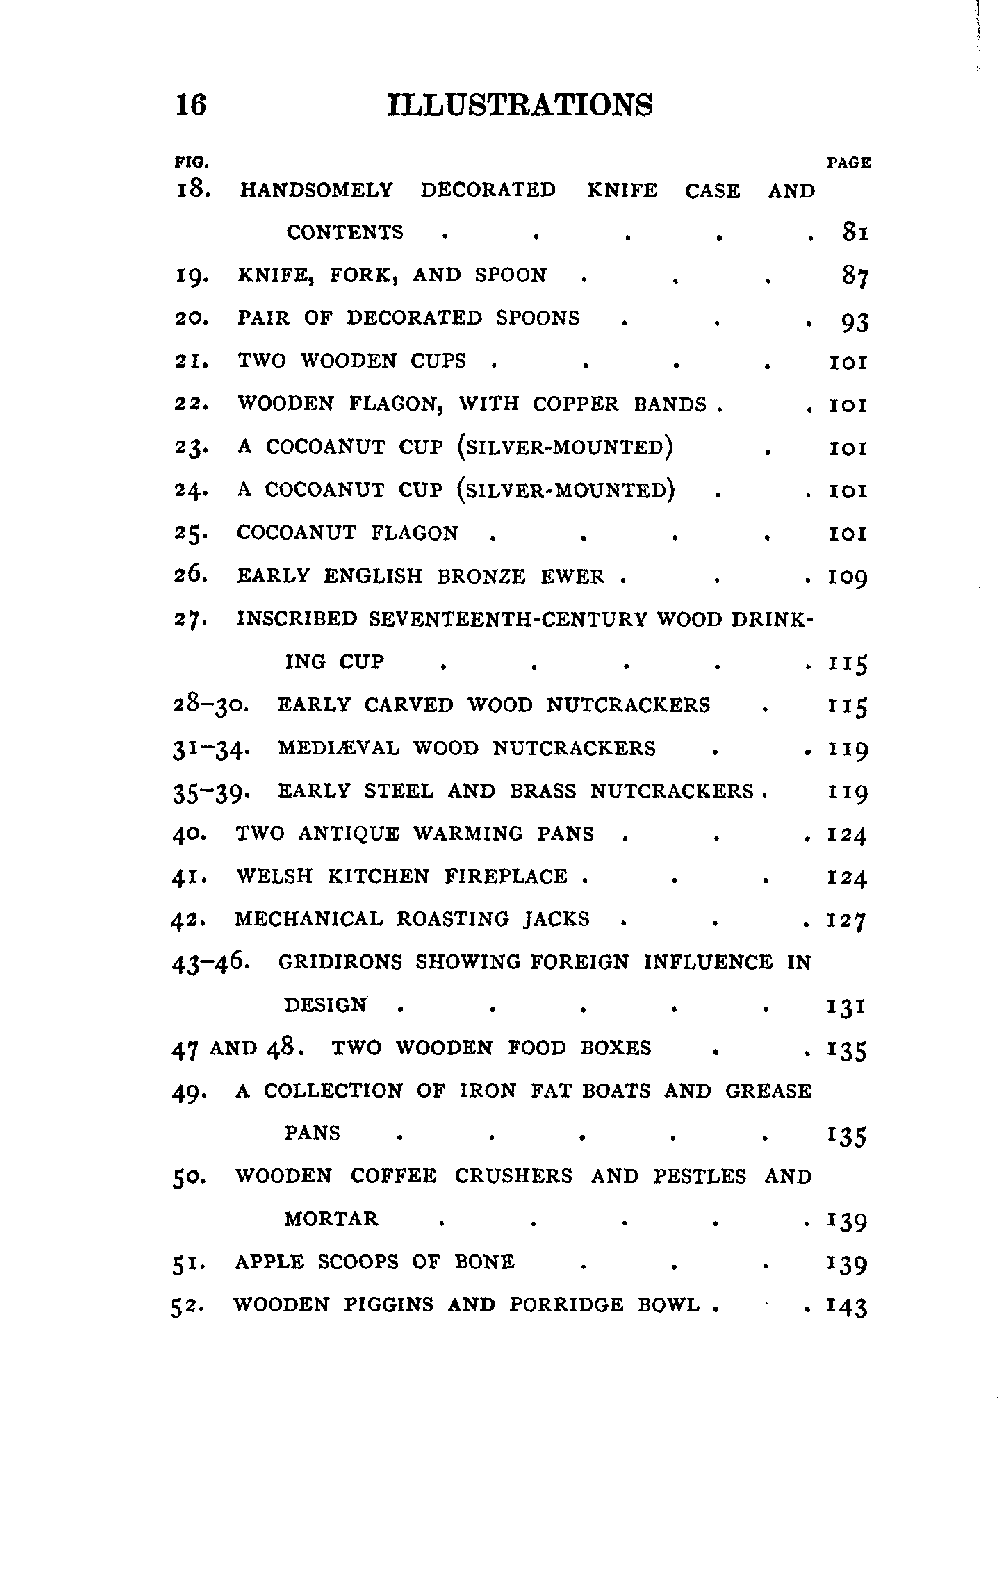 16 ILLUSTRATIONS
FIG. PAGE
18. HANDSOMELY DECORATED KNIFE CASE AND
CONTENTS . . . . . 81
19. KNIFE, FORK, AND SPOON . . . 87
20. PAIR OF DECORATED SPOONS . . . 93
21. TWO WOODEN CUPS . . . . 101
22. WOODEN FLAGON, WITH COPPER BANDS . . 101
23. A COCOANUT CUP (SILVER-MOUNTED) . 101
24. A COCOANUT CUP (SILVER-MOUNTED) . . 101
25. COCOANUT FLAGON . . . . 101
26. EARLY ENGLISH BRONZE EWER . . . 109
27. INSCRIBED SEVENTEENTH-CENTURY WOOD DRINK-
ING CUP . . . . . 115
28–30. EARLY CARVED WOOD NUTCRACKERS . 115
31–34. MEDIÆVAL WOOD NUTCRACKERS . . 119
35–39. EARLY STEEL AND BRASS NUTCRACKERS . 119
40. TWO ANTIQUE WARMING PANS . . . 124
41. WELSH KITCHEN FIREPLACE . . . 124
42. MECHANICAL ROASTING JACKS . . . 127
43–46. GRIDIRONS SHOWING FOREIGN INFLUENCE IN
DESIGN . . . . . 131
47 AND 48. TWO WOODEN FOOD BOXES . . 135
49. A COLLECTION OF IRON FAT BOATS AND GREASE
PANS . . . . . 135
50. WOODEN COFFEE CRUSHERS AND PESTLES AND
MORTAR . . . . . 139
51. APPLE SCOOPS OF BONE . . . 139
52. WOODEN PIGGINS AND PORRIDGE BOWL . . . 143